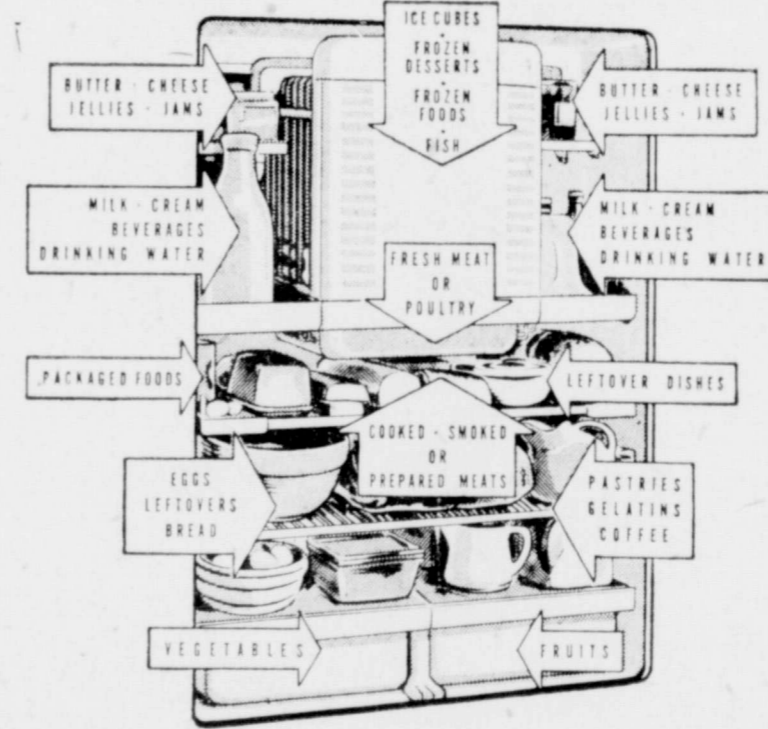 ICE CUBES
-
FROZEN
DESSERTS
-
FROZEN
FOODS
-
FISH
BUTTER - CHEESE
JELLIES - JAMS
BUTTER - CHEESE
JELLIES - JAMS
MILK - CREAM
BEVERAGES
DRINKING WATER
MILK - CREAM
BEVERAGES
DRINKING WATER
FRESH MEAT
OR
POULTRY
PACKAGED FOODS
LEFTOVER DISHES
COOKED - SMOKED
OR
PREPARED MEATS
EGGS
LEFTOVERS
BREAD
PASTRIES
GELATINS
COFFEE
VEGETABLES
FRUITS